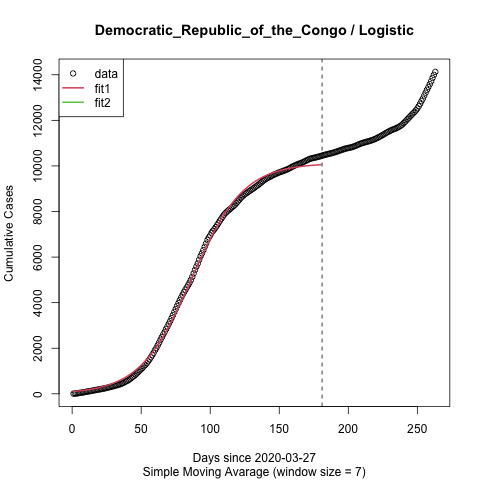 Democratic_Republic_of_the_Congo / Logistic
data
fit1
fit2
Cumulative Cases
0
2000
4000
6000
8000
10000
12000
14000
0 50 100 150 200 250
Days since 2020-03-27
Simple Moving Avarage (window size = 7)